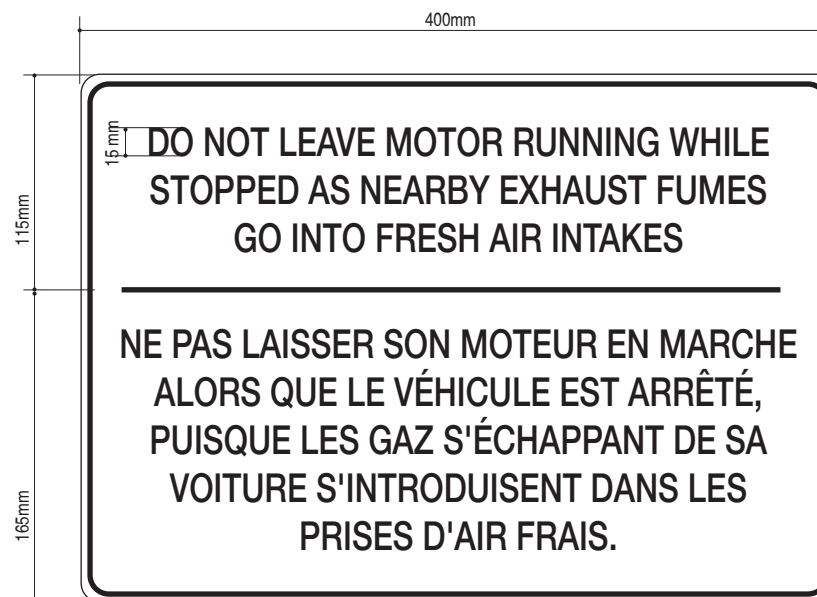 400mm
115mm
15 mm
DO NOT LEAVE MOTOR RUNNING WHILE
STOPPED AS NEARBY EXHAUST FUMES
GO INTO FRESH AIR INTAKES
165mm
NE PAS LAISSER SON MOTEUR EN MARCHE
ALORS QUE LE VÉHICULE EST ARRÊTÉ,
PUISQUE LES GAZ S'ÉCHAPPANT DE SA
VOITURE S'INTRODUISENT DANS LES
PRISES D'AIR FRAIS.